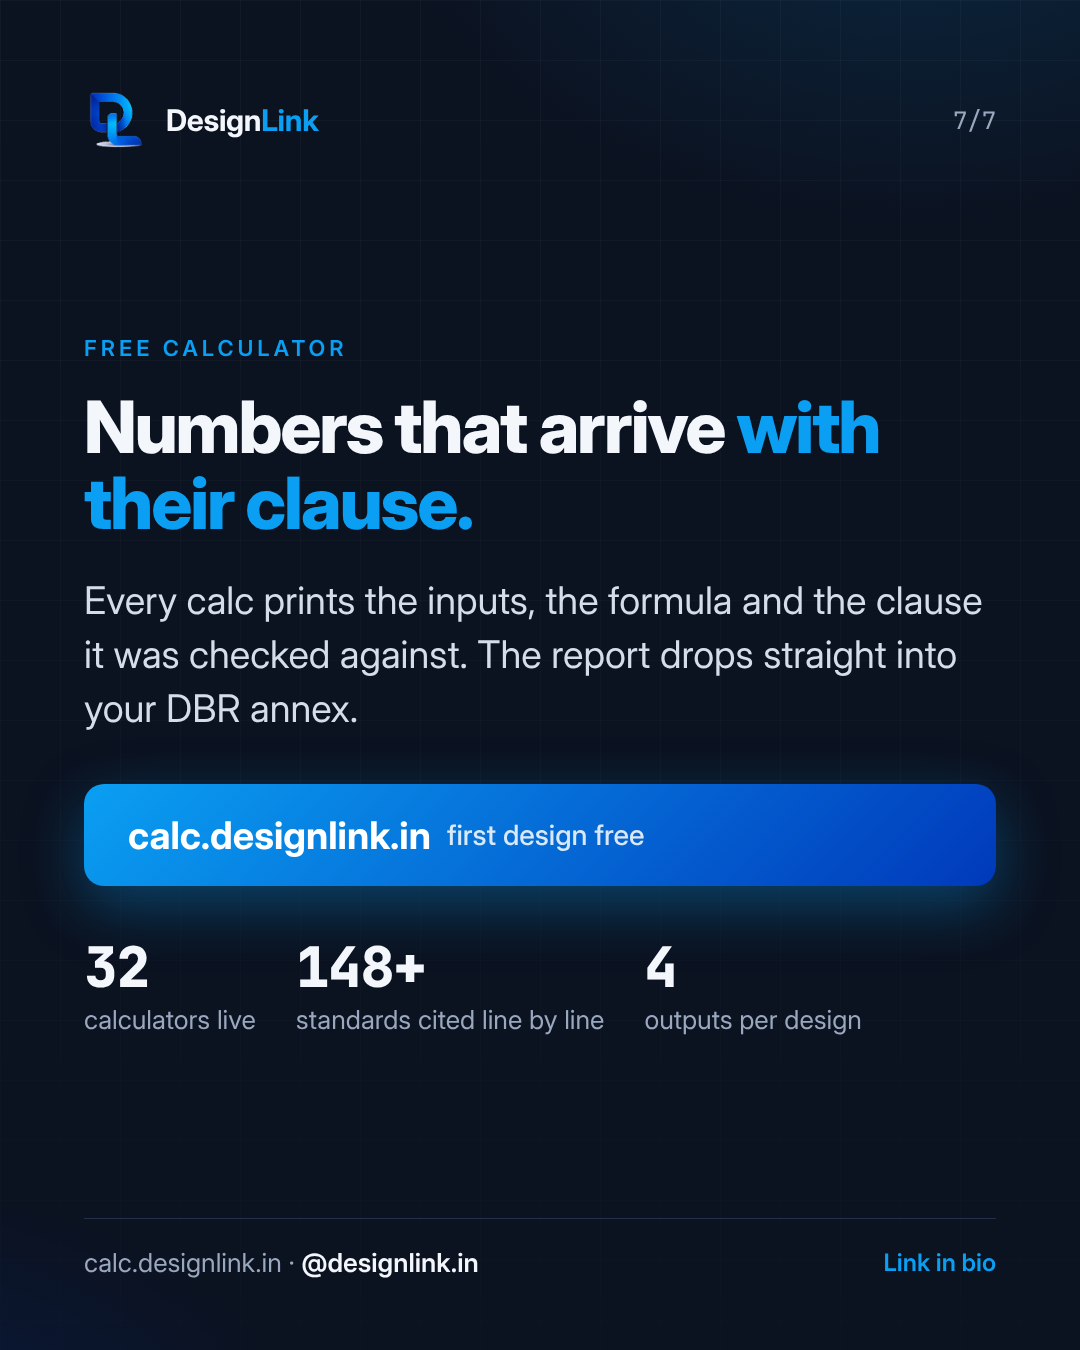 DesignLink
7/7
FREE CALCULATOR
Numbers that arrive with
their clause.
Every calc prints the inputs, the formula and the clause
it was checked against. The report drops straight into
your DBR annex.
calc.designlink.in first design free
32 148+ 4
calculators live standards cited line by line outputs per design
calc.designlink.in · @designlink.in
Link in bio